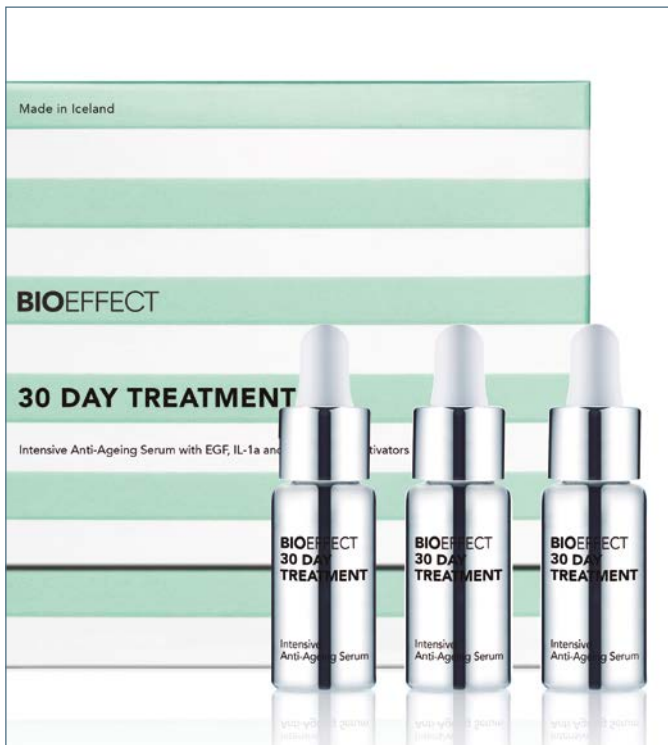 Made in Iceland
BIOEFFECT
30 DAY TREATMENT
Intensive Anti-Ageing Serum with EGF, IL-1a and
BIOEFFECT
30 DAY
TREATMENT
Intensive
Anti-Ageing Serum
BIOEFFECT
30 DAY
TREATMENT
Intensive
Anti-Ageing Serum
BIOEFFECT
30 DAY
TREATMENT
Intensive
Anti-Ageing Serum